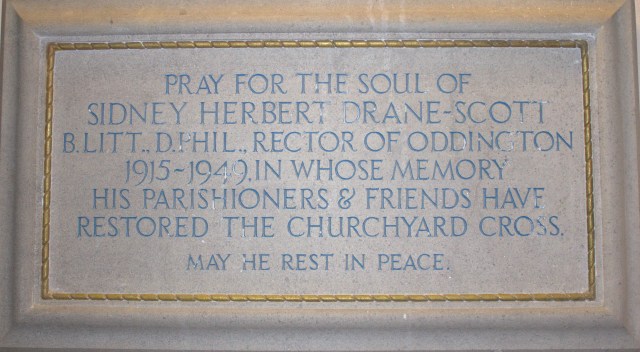 PRAY FOR THE SOUL OF
SIDNEY HERBERT DRANE-SCOTT
B.LITT., D.PHIL., RECTOR OF ODDINGTON
1915~1949. IN WHOSE MEMORY
HIS PARISHIONERS & FRIENDS HAVE
RESTORED THE CHURCHYARD CROSS.
MAY HE REST IN PEACE.